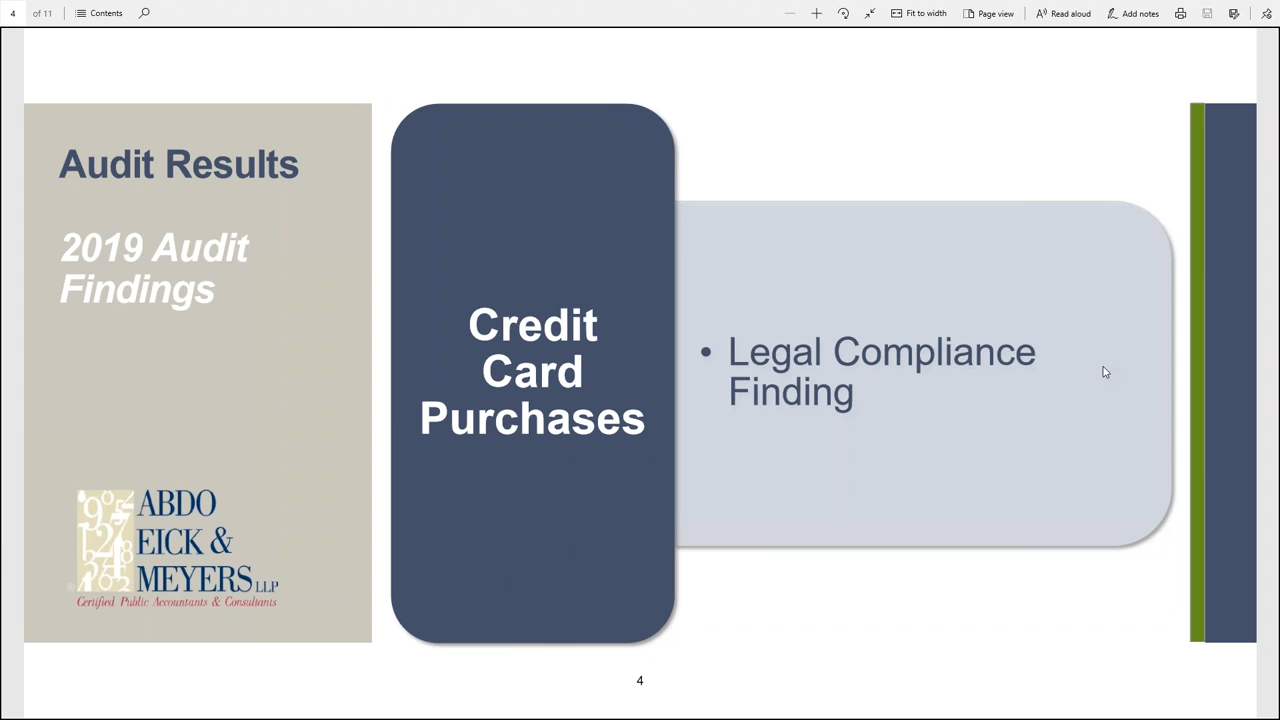 4 of 11 Contents Fit to width Page view Read aloud Add notes
Audit Results
2019 Audit
Findings
Credit
Card
Purchases
• Legal Compliance
Finding
ABDO
EICK &
MEYERS LLP
Certified Public Accountants & Consultants
4